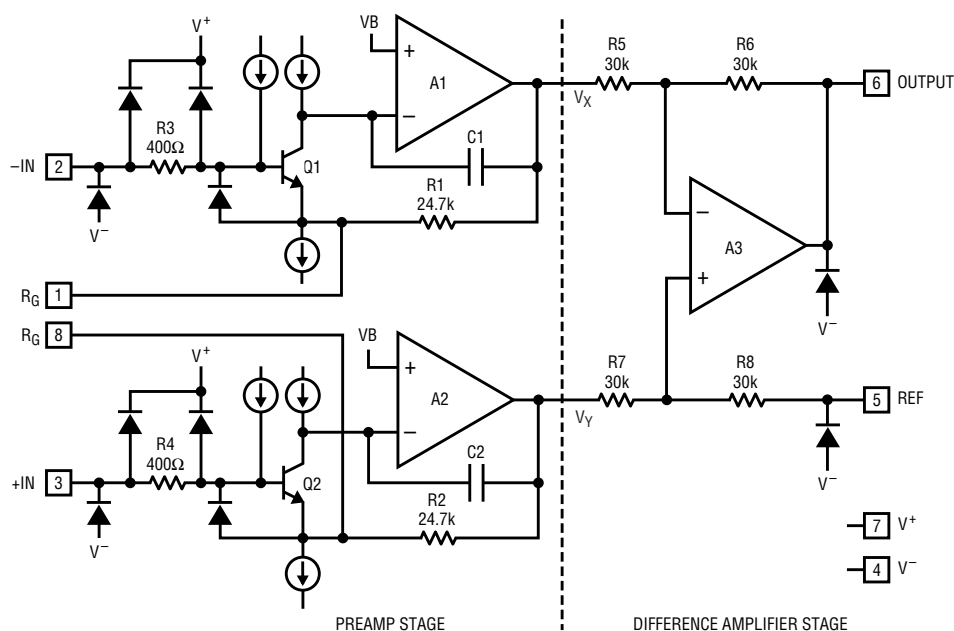 V+
VB
+
A1
−
R5
30k
R6
30k
6 OUTPUT
VX
R3
400Ω
C1
−IN 2
Q1
R1
24.7k
V−
−
A3
+
RG 1
RG 8
VB
V−
V+
+
A2
−
R7
30k
R8
30k
5 REF
VY
R4
400Ω
C2
+IN 3
Q2
R2
24.7k
V−
V−
7 V+
4 V−
PREAMP STAGE
DIFFERENCE AMPLIFIER STAGE